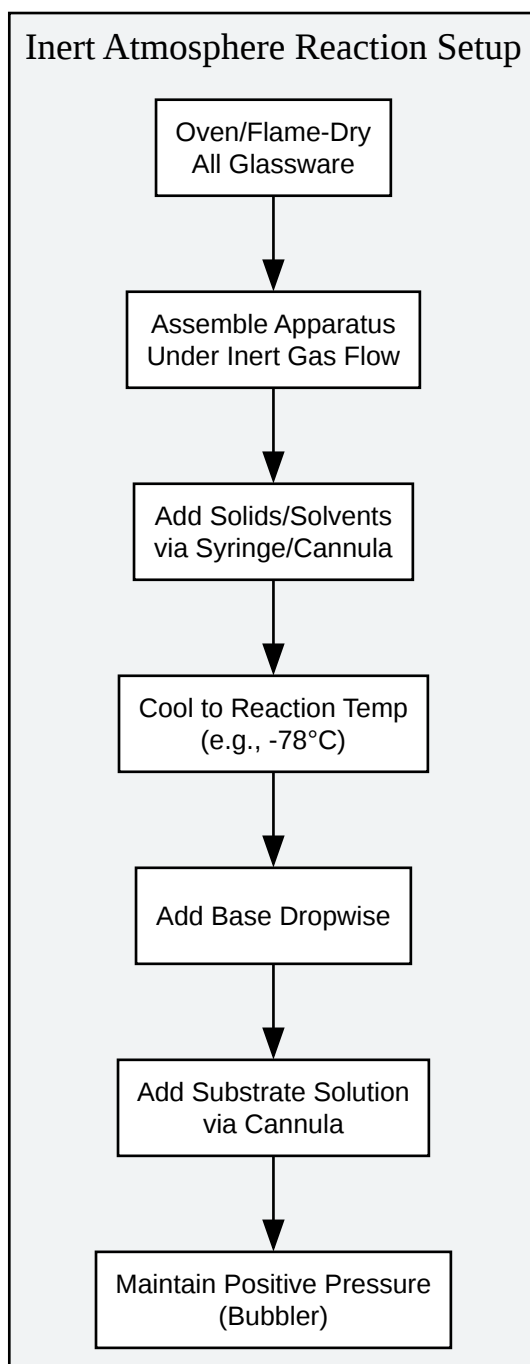 Inert Atmosphere Reaction Setup
Oven/Flame-Dry
All Glassware
Assemble Apparatus
Under Inert Gas Flow
Add Solids/Solvents
via Syringe/Cannula
Cool to Reaction Temp
(e.g., -78°C)
Add Base Dropwise
Add Substrate Solution
via Cannula
Maintain Positive Pressure
(Bubbler)